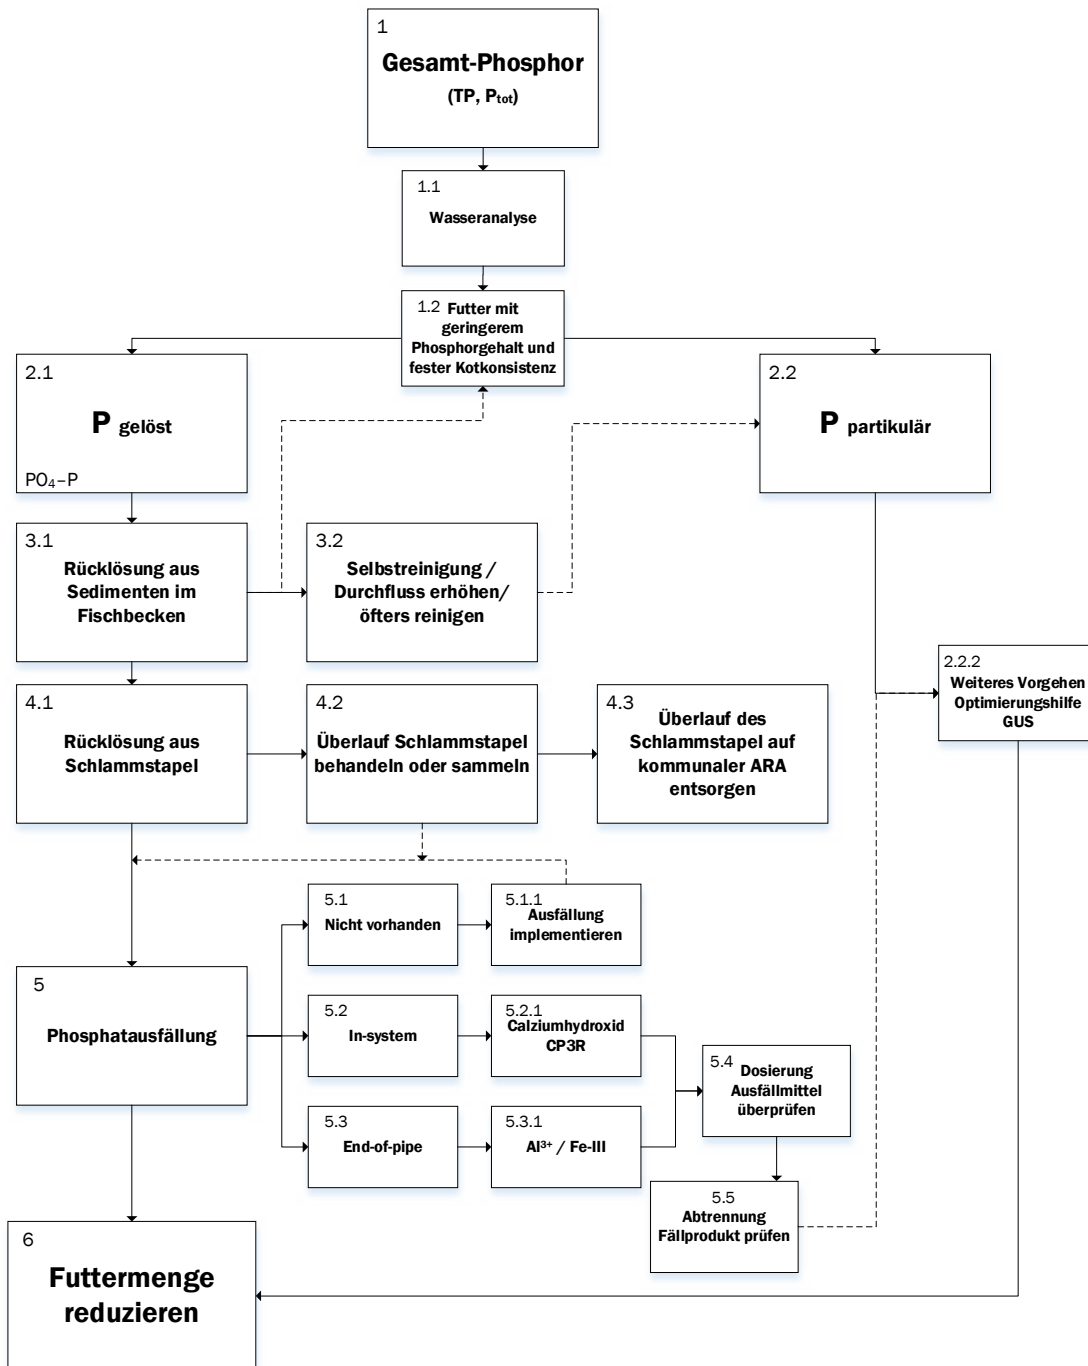 1
Gesamt-Phosphor
(TP, Ptot)
1.1
Wasseranalyse
1.2 Futter mit
geringerem
Phosphorgehalt und
fester Kotkonsistenz
2.1
P gelöst
PO₄–P
2.2
P partikulär
3.1
Rücklösung aus
Sedimenten im
Fischbecken
3.2
Selbstreinigung /
Durchfluss erhöhen/
öfters reinigen
2.2.2
Weiteres Vorgehen
Optimierungshilfe
GUS
4.1
Rücklösung aus
Schlammstapel
4.2
Überlauf Schlammstapel
behandeln oder sammeln
4.3
Überlauf des
Schlammstapel auf
kommunaler ARA
entsorgen
5.1
Nicht vorhanden
5.1.1
Ausfällung
implementieren
5
Phosphatausfällung
5.2
In-system
5.2.1
Calziumhydroxid
CP3R
5.3
End-of-pipe
5.3.1
Al³⁺ / Fe-III
5.4
Dosierung
Ausfällmittel
überprüfen
5.5
Abtrennung
Fällprodukt prüfen
6
Futtermenge
reduzieren